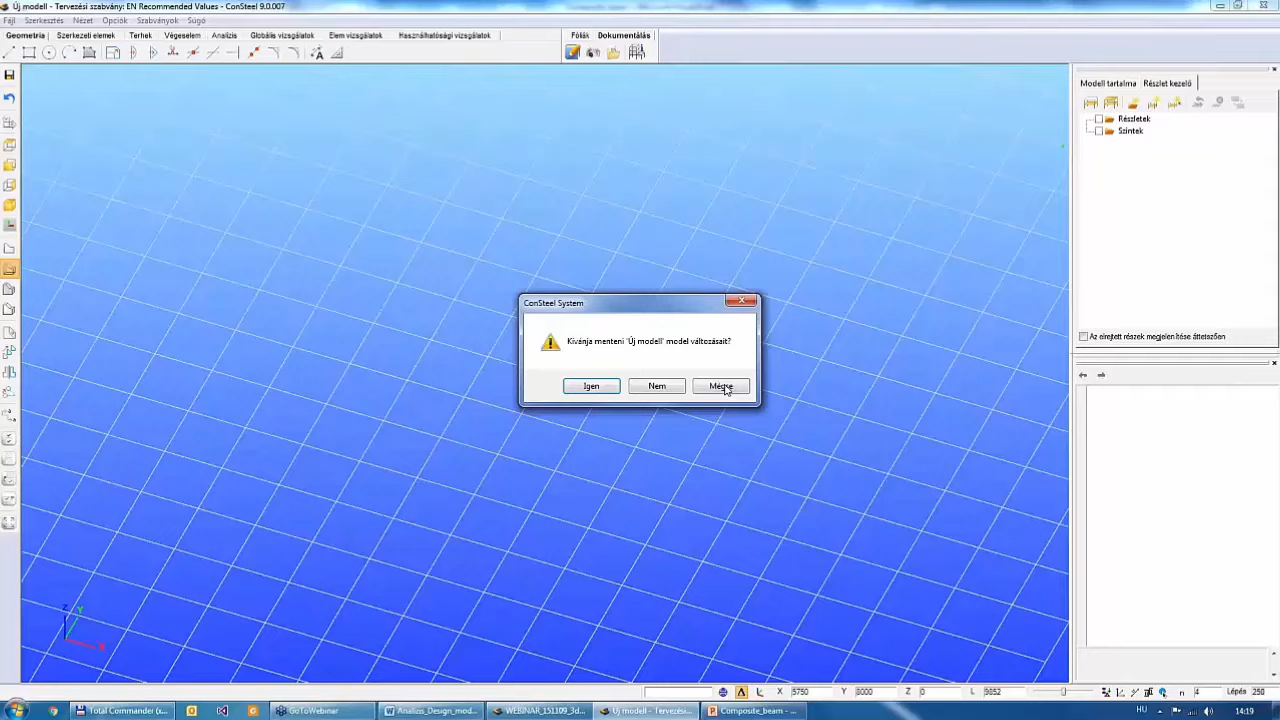 Új modell - Tervezési szabvány: EN Recommended Values - ConSteel 9.0.007
Fájl Szerkesztés Nézet Opciók Szabványok Súgó
Geometria Szerkezeti elemek Terhek Végeselem Analízis Globális vizsgálatok Elem vizsgálatok Használhatósági vizsgálatok Fóliák Dokumentálás
Modell tartalma Részlet kezelő
Részletek
Szintek
ConSteel System
Kívánja menteni 'Új modell' model változásait?
Igen Nem Mégse
Az elrejtett részek megjelenítése áttetszően
Z Y
X
X 5750 Y 8000 Z 0 L 9852 n 4 Lépés 250
Total Commander (x... GoToWebinar Analízis_Design_mod... WEBINAR_151109_3d... Új modell - Tervezési... Composite_beam - ... HU 14:19